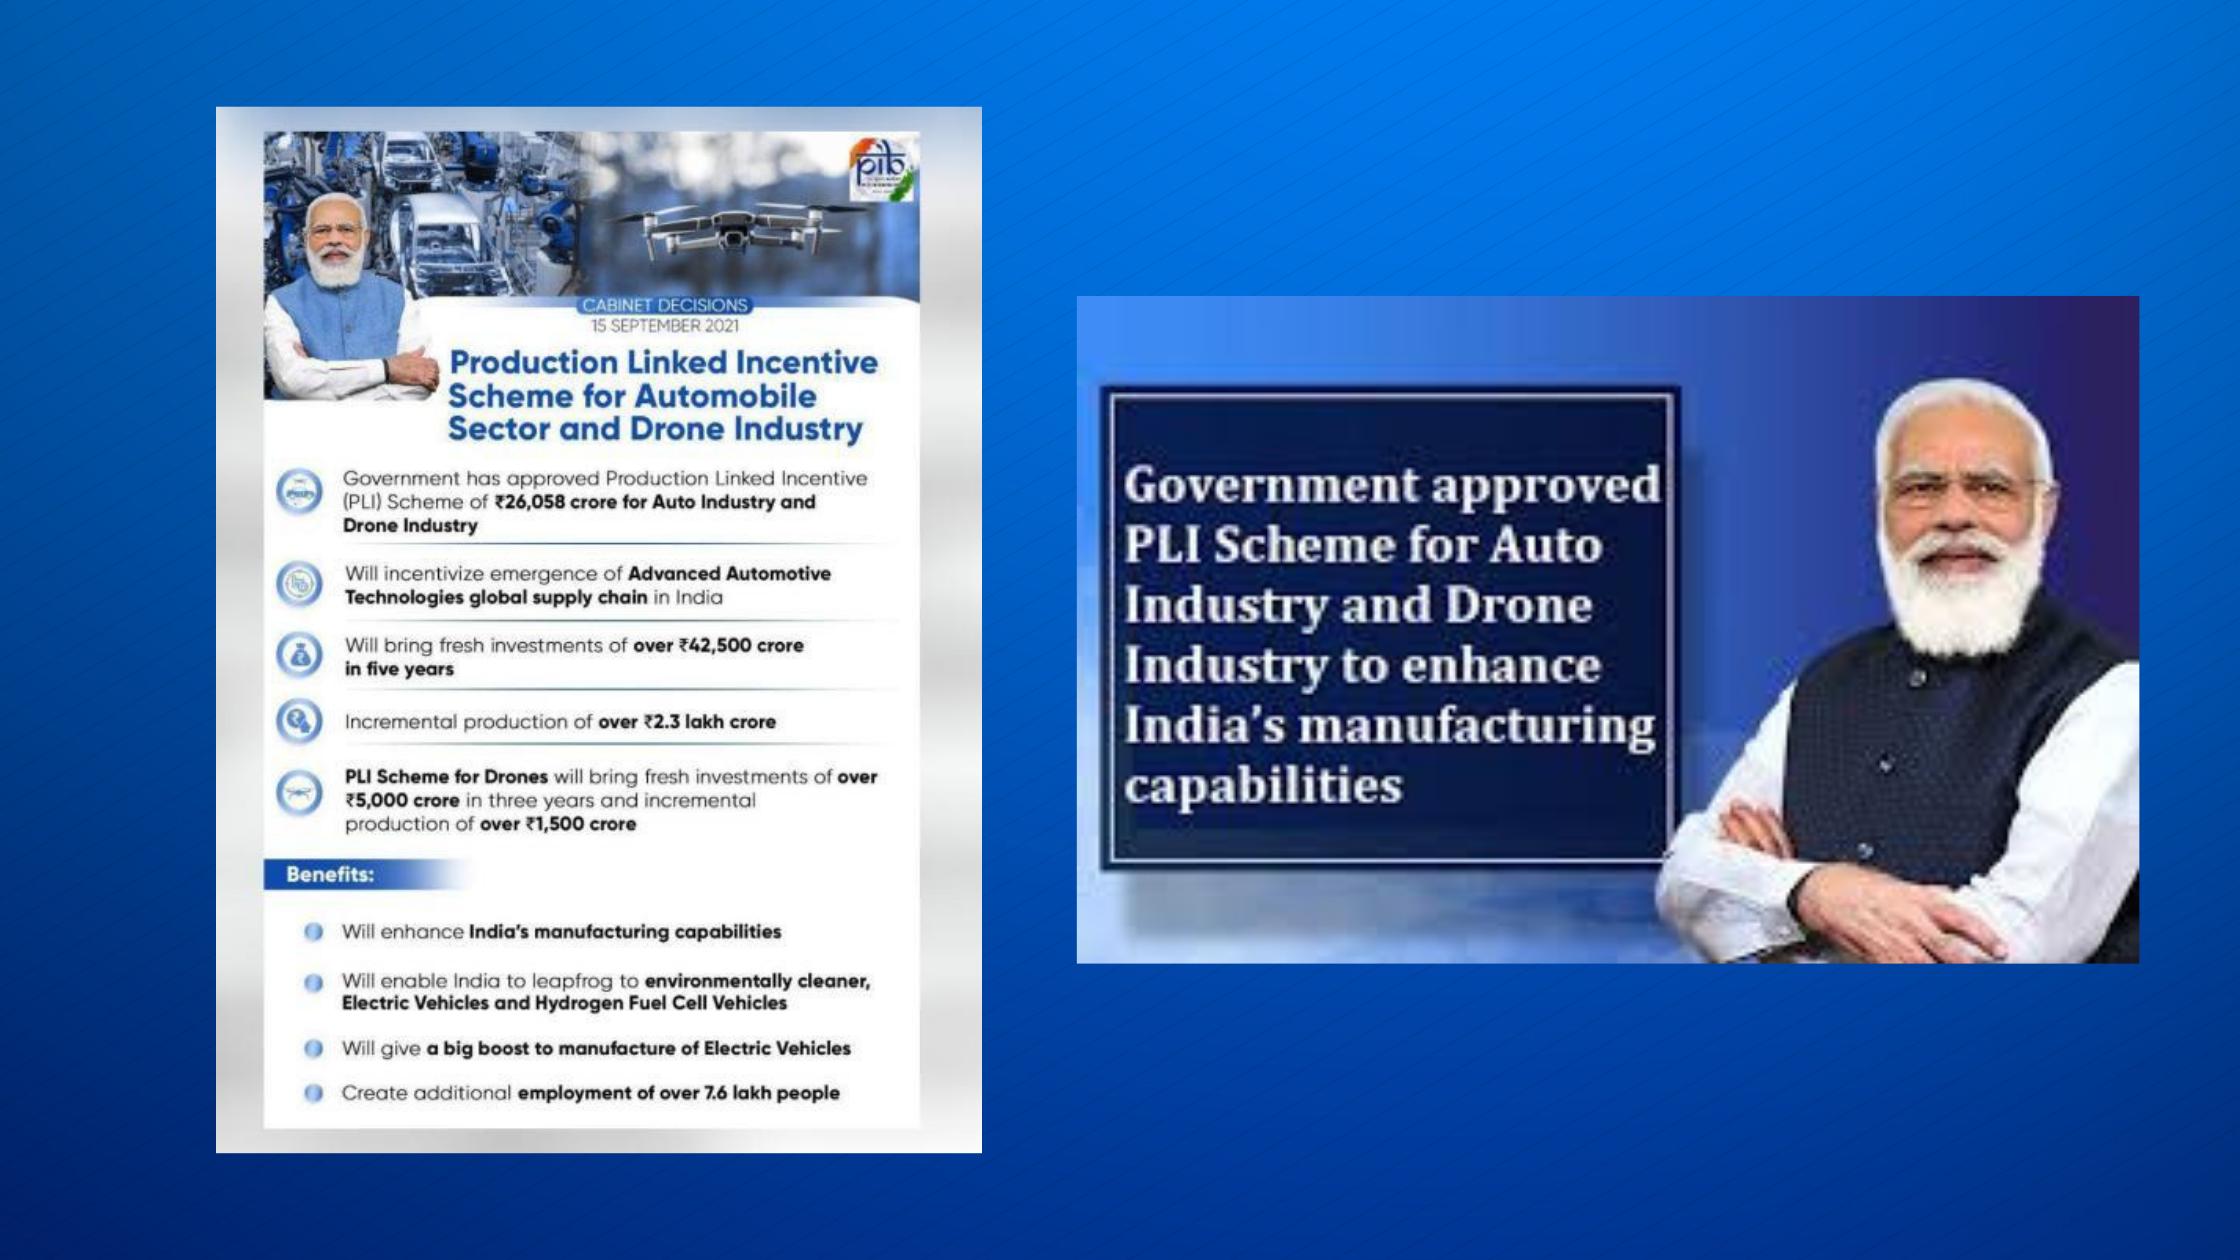 pib
CABINET DECISIONS
15 SEPTEMBER 2021
Production Linked Incentive
Scheme for Automobile
Sector and Drone Industry
Government has approved Production Linked Incentive
(PLI) Scheme of ₹26,058 crore for Auto Industry and
Drone Industry
Will incentivize emergence of Advanced Automotive
Technologies global supply chain in India
Will bring fresh investments of over ₹42,500 crore
in five years
Incremental production of over ₹2.3 lakh crore
PLI Scheme for Drones will bring fresh investments of over
₹5,000 crore in three years and incremental
production of over ₹1,500 crore
Benefits:
Will enhance India's manufacturing capabilities
Will enable India to leapfrog to environmentally cleaner,
Electric Vehicles and Hydrogen Fuel Cell Vehicles
Will give a big boost to manufacture of Electric Vehicles
Create additional employment of over 7.6 lakh people
Government approved
PLI Scheme for Auto
Industry and Drone
Industry to enhance
India's manufacturing
capabilities